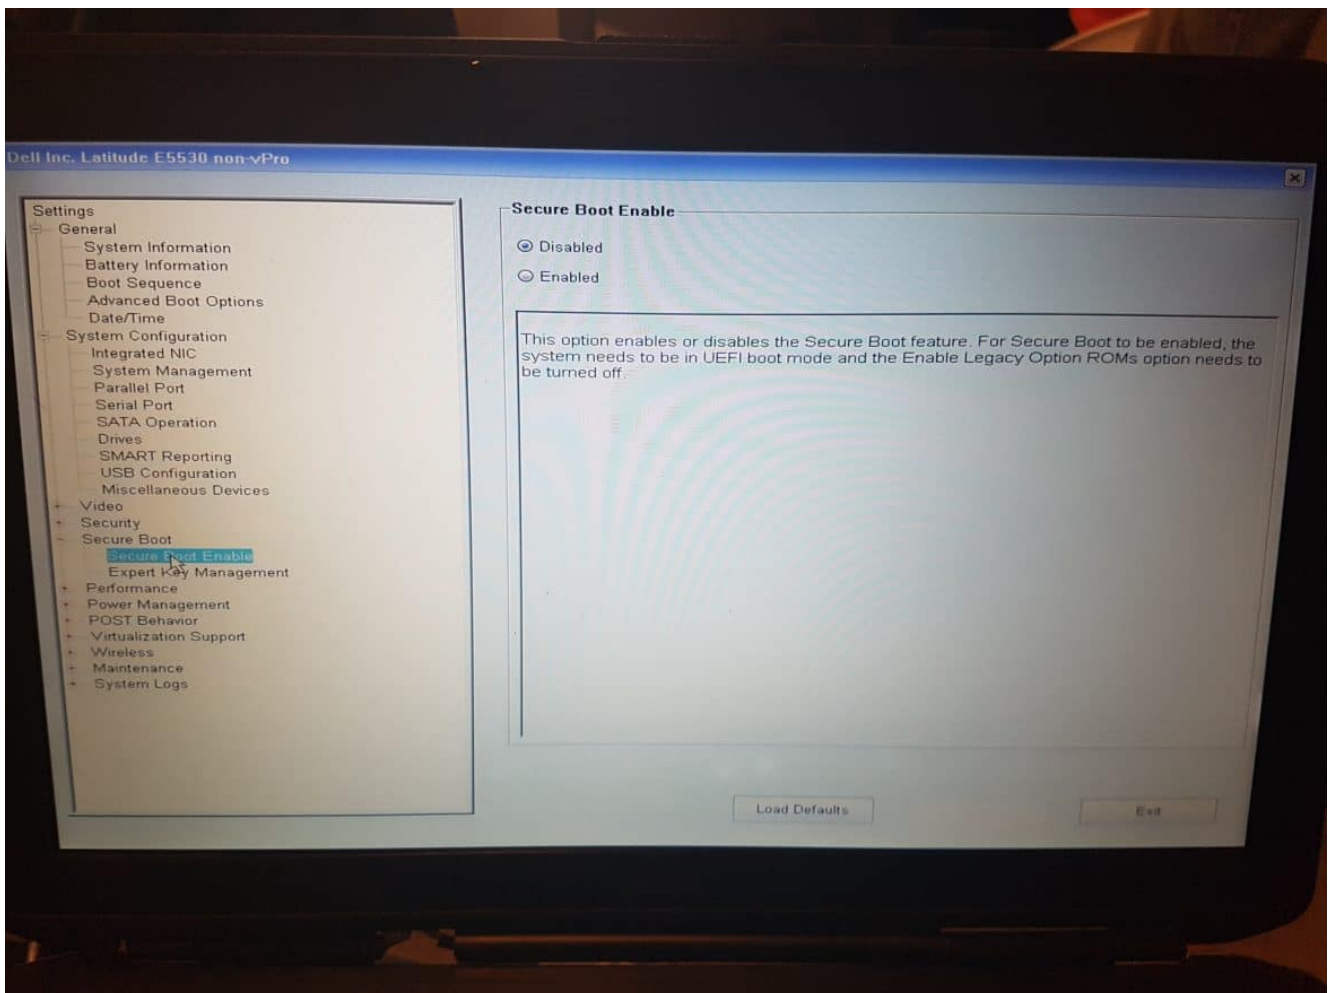 Dell Inc. Latitude E5530 non-vPro
Settings
General
System Information
Battery Information
Boot Sequence
Advanced Boot Options
Date/Time
System Configuration
Integrated NIC
System Management
Parallel Port
Serial Port
SATA Operation
Drives
SMART Reporting
USB Configuration
Miscellaneous Devices
Video
Security
Secure Boot
Secure Boot Enable
Expert Key Management
Performance
Power Management
POST Behavior
Virtualization Support
Wireless
Maintenance
System Logs
Secure Boot Enable
Disabled
Enabled
This option enables or disables the Secure Boot feature. For Secure Boot to be enabled, the
system needs to be in UEFI boot mode and the Enable Legacy Option ROMs option needs to
be turned off.
Load Defaults
Exit